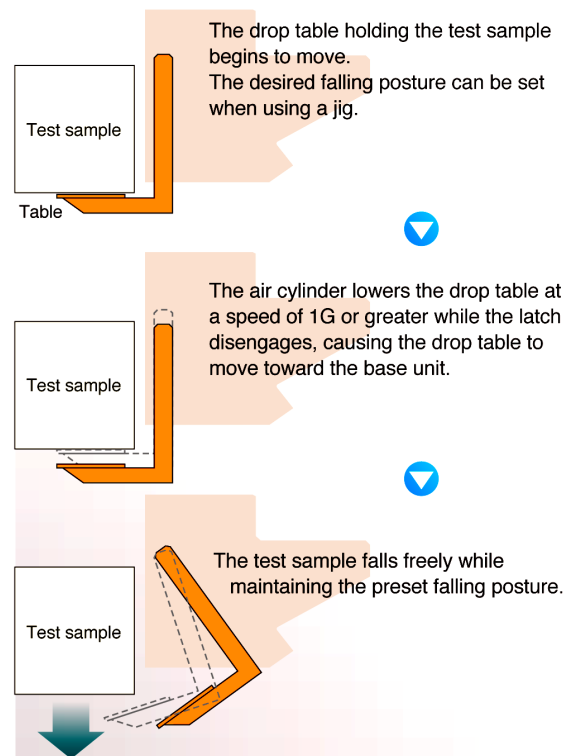 The drop table holding the test sample
begins to move.
The desired falling posture can be set
when using a jig.
Test sample
Table
The air cylinder lowers the drop table at
a speed of 1G or greater while the latch
disengages, causing the drop table to
move toward the base unit.
Test sample
The test sample falls freely while
maintaining the preset falling posture.
Test sample